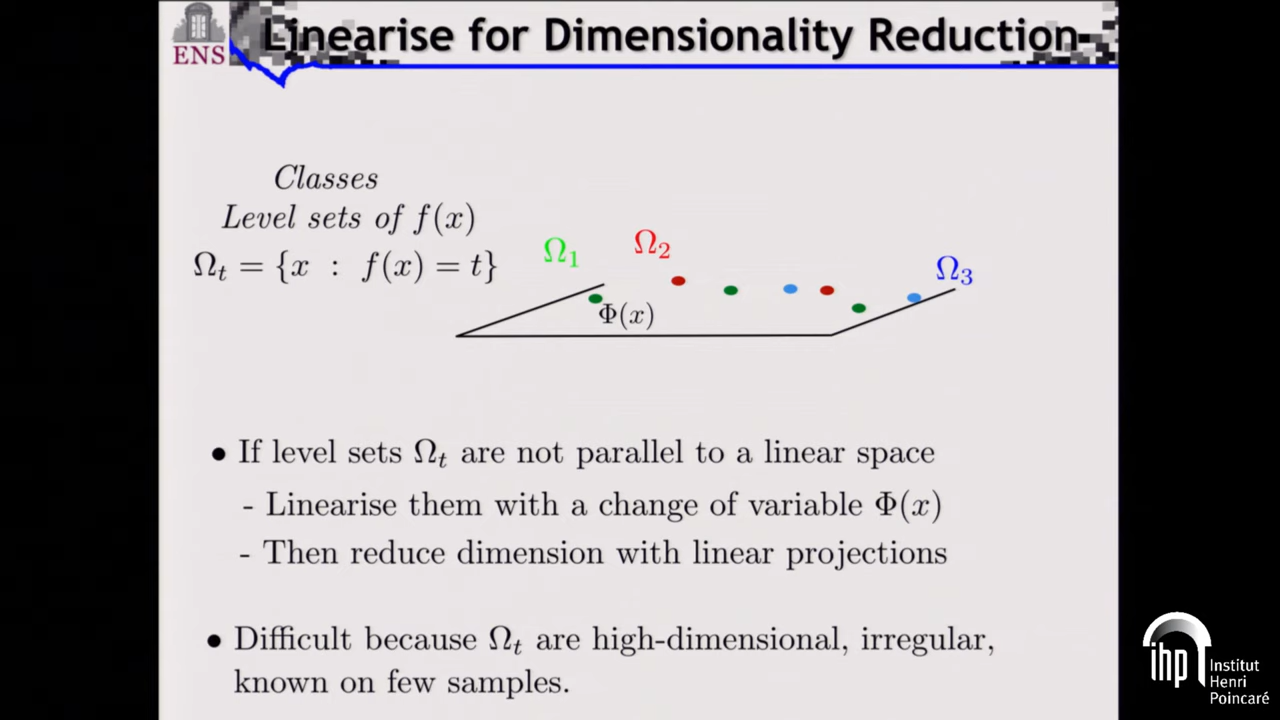 ENS
Linearise for Dimensionality Reduction
Classes
Level sets of f(x)
Ω_t = {x : f(x) = t}
Ω_1
Ω_2
Ω_3
Φ(x)
• If level sets Ω_t are not parallel to a linear space
- Linearise them with a change of variable Φ(x)
- Then reduce dimension with linear projections
• Difficult because Ω_t are high-dimensional, irregular,
known on few samples.
ihp
Institut
Henri
Poincaré